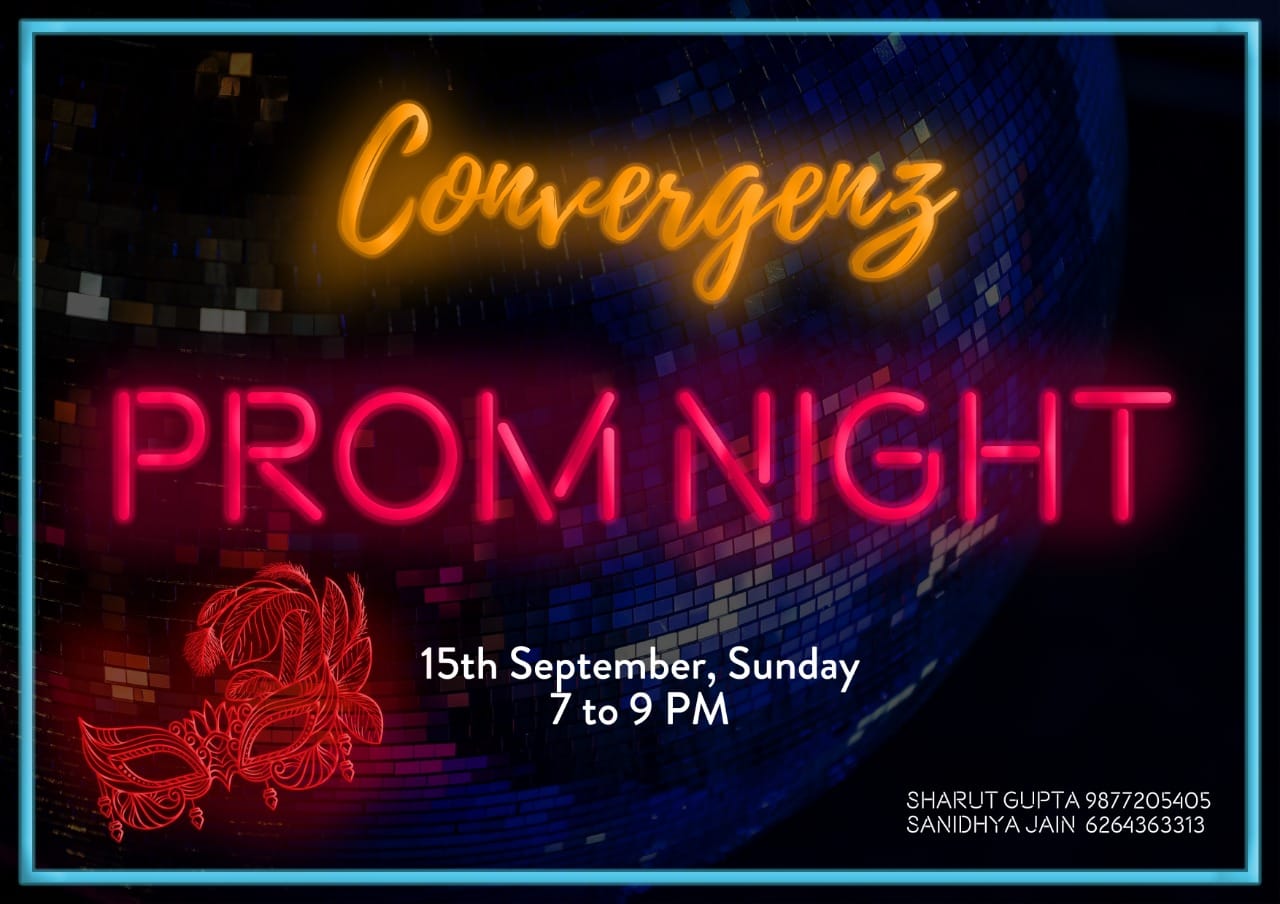 Convergenz
PROM NIGHT
15th September, Sunday
7 to 9 PM
SHARUT GUPTA 9877205405
SANIDHYA JAIN 6264363313